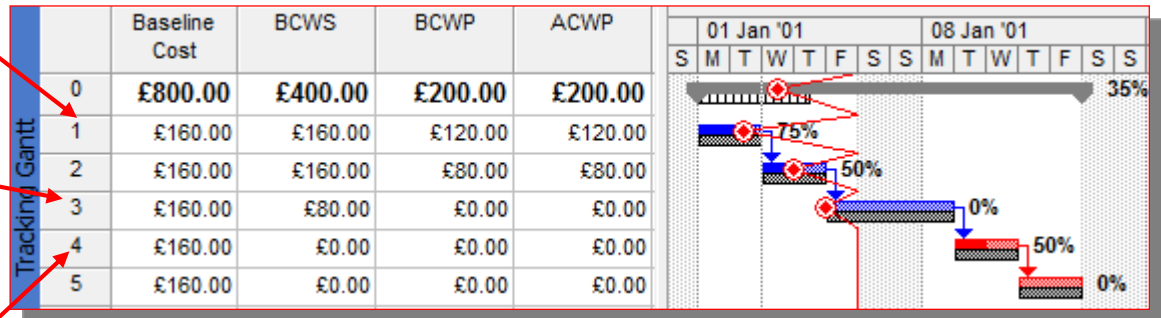 Baseline Cost BCWS BCWP ACWP 01 Jan '01 08 Jan '01
S M T W T F S S M T W T F S S
Tracking Gantt
0 £800.00 £400.00 £200.00 £200.00 35%
1 £160.00 £160.00 £120.00 £120.00 75%
2 £160.00 £160.00 £80.00 £80.00 50%
3 £160.00 £80.00 £0.00 £0.00 0%
4 £160.00 £0.00 £0.00 £0.00 50%
5 £160.00 £0.00 £0.00 £0.00 0%